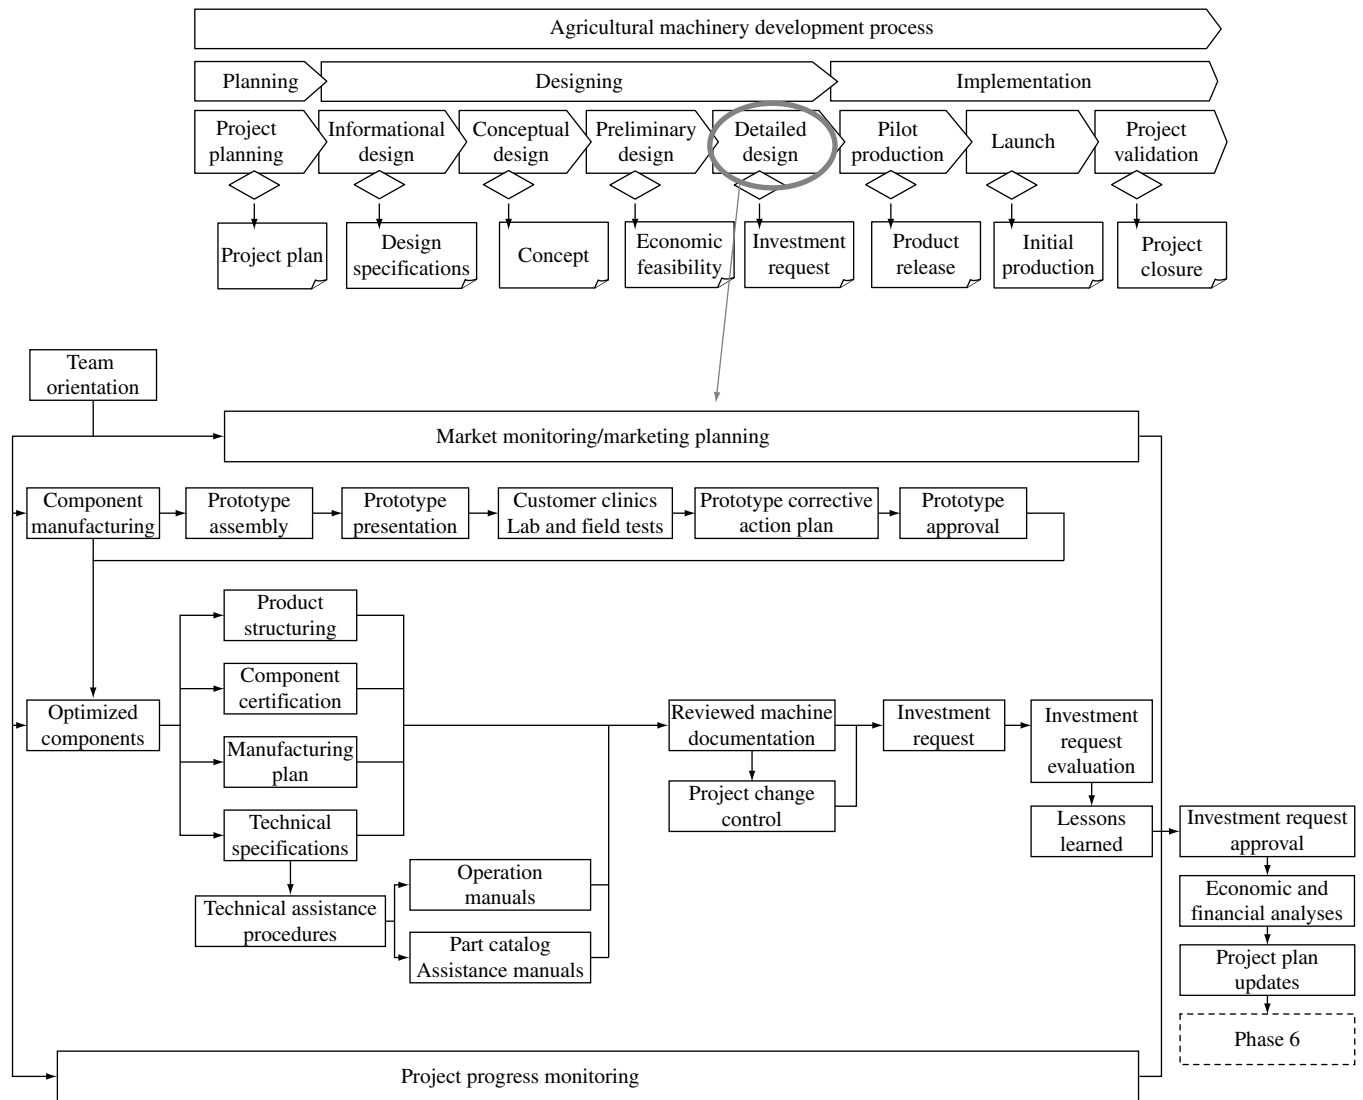 Agricultural machinery development process
Planning
Designing
Implementation
Project
planning
Informational
design
Conceptual
design
Preliminary
design
Detailed
design
Pilot
production
Launch
Project
validation
Project plan
Design
specifications
Concept
Economic
feasibility
Investment
request
Product
release
Initial
production
Project
closure
Team
orientation
Market monitoring/marketing planning
Component
manufacturing
Prototype
assembly
Prototype
presentation
Customer clinics
Lab and field tests
Prototype corrective
action plan
Prototype
approval
Product
structuring
Component
certification
Optimized
components
Manufacturing
plan
Technical
specifications
Technical assistance
procedures
Operation
manuals
Part catalog
Assistance manuals
Reviewed machine
documentation
Project change
control
Investment
request
Investment
request
evaluation
Lessons
learned
Investment request
approval
Economic and
financial analyses
Project plan
updates
Phase 6
Project progress monitoring